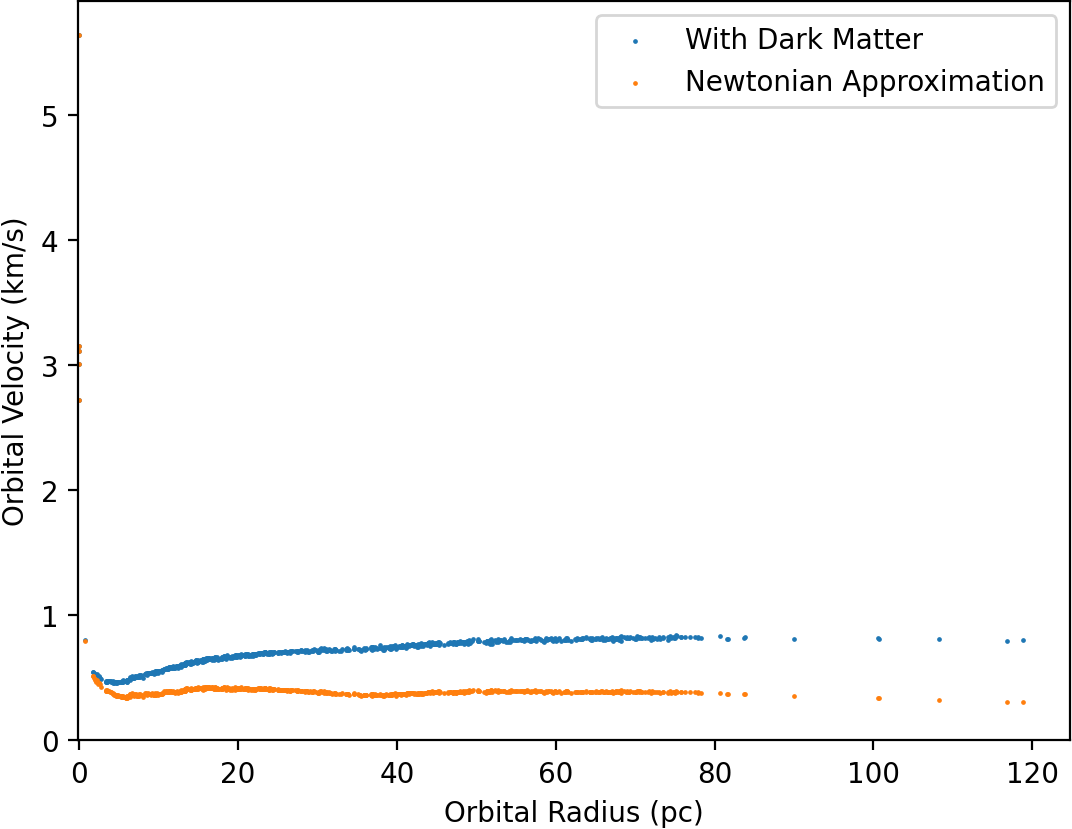 With Dark Matter
Newtonian Approximation
5
4
3
2
1
0
Orbital Velocity (km/s)
0 20 40 60 80 100 120
Orbital Radius (pc)